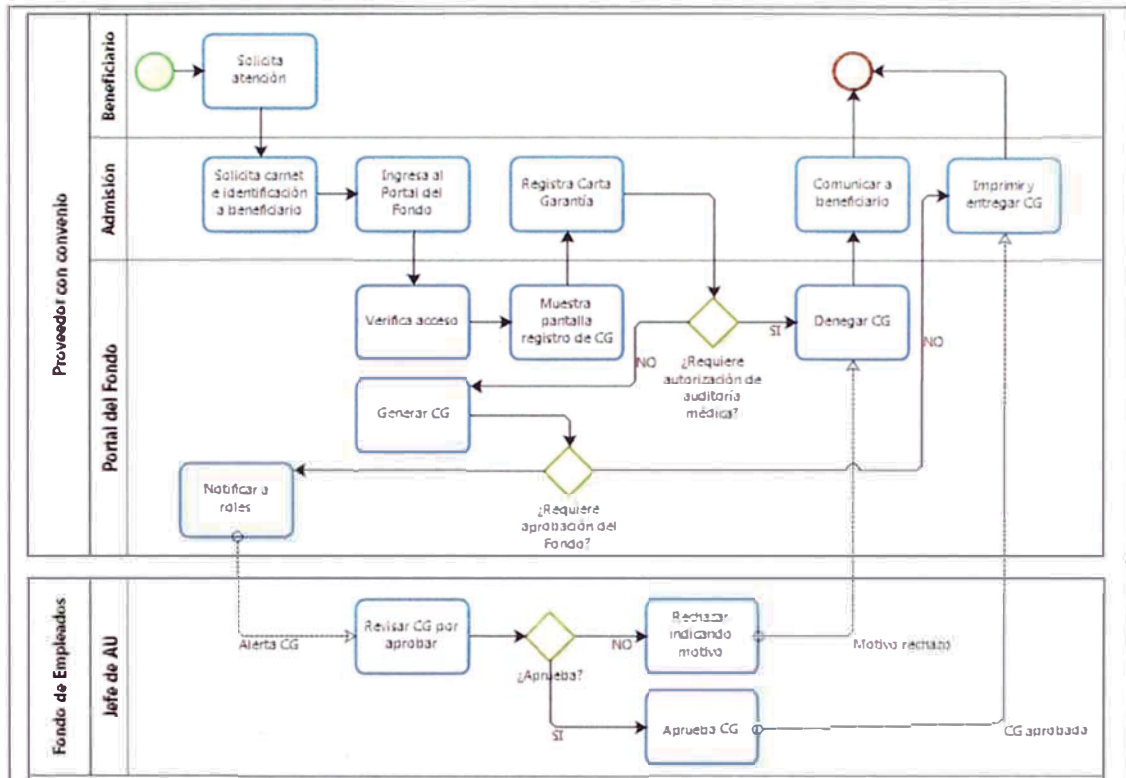 Proveedor con convenio
Beneficiario
Solicita
atención
Admisión
Solicita carnet
e identificación
a beneficiario
Ingresa al
Portal del
Fondo
Registra Carta
Garantía
Comunicar a
beneficiario
Imprimir y
entregar CG
Portal del Fondo
Verifica acceso
Muestra
pantalla
registro de CG
SI
Denegar CG
NO
NO
¿Requiere
autorización de
auditoría
médica?
Generar CG
Notificar a
roles
¿Requiere
aprobación del
Fondo?
Fondo de Empleados
Jefe de AU
Alerta CG
Revisar CG por
aprobar
¿Aprueba?
NO
Rechazar
indicando
motivo
Motivo rechazo
SI
Aprueba CG
CG aprobada